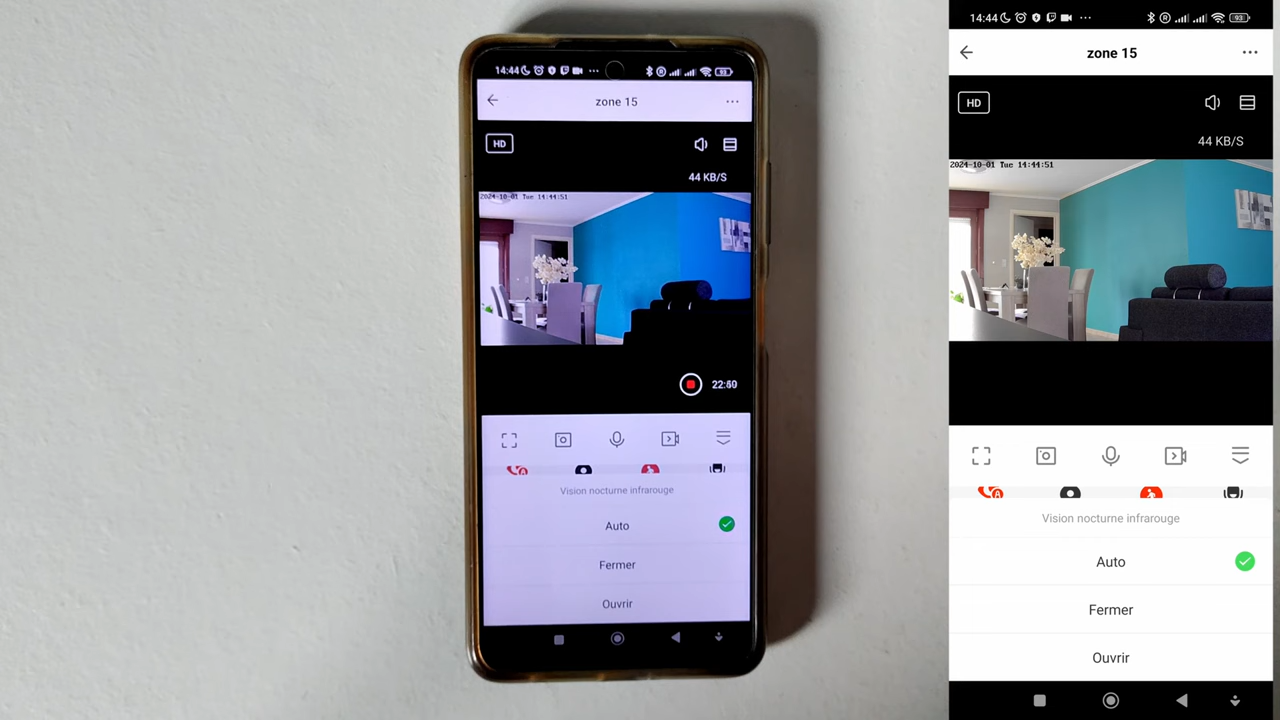 14:44
93
zone 15
HD
44 KB/S
2024-10-01 Tue 14:44:51
Vision nocturne infrarouge
Auto
Fermer
Ouvrir
14:44
93
zone 15
HD
44 KB/S
2024-10-01 Tue 14:44:51
Vision nocturne infrarouge
Auto
Fermer
Ouvrir